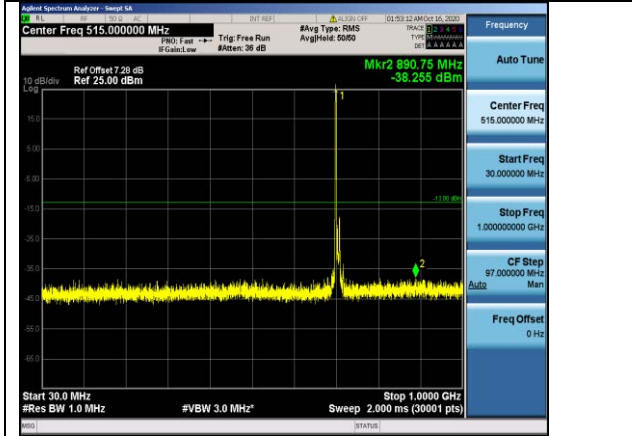 Agilent Spectrum Analyzer - Swept SA
RL RF 50 Ω AC INT REF ALIGN OFF 01:53:12 AM Oct 16, 2020
Center Freq 515.000000 MHz
PNO: Fast
IFGain:Low
Trig: Free Run
#Atten: 36 dB
#Avg Type: RMS
Avg|Hold: 50/50
TRACE 1 2 3 4 5 6
TYPE
DET A A A A A A
Frequency
Mkr2 890.75 MHz
-38.255 dBm
Ref Offset 7.28 dB
10 dB/div Ref 25.00 dBm
Log
1
15.0
5.00
-5.00
-13.00 dBm
-15.0
-25.0
2
-35.0
-45.0
-55.0
-65.0
Start 30.0 MHz
Stop 1.0000 GHz
#Res BW 1.0 MHz
#VBW 3.0 MHz*
Sweep 2.000 ms (30001 pts)
MSG
STATUS
Auto Tune
Center Freq
515.000000 MHz
Start Freq
30.000000 MHz
Stop Freq
1.000000000 GHz
CF Step
97.000000 MHz
Auto Man
Freq Offset
0 Hz